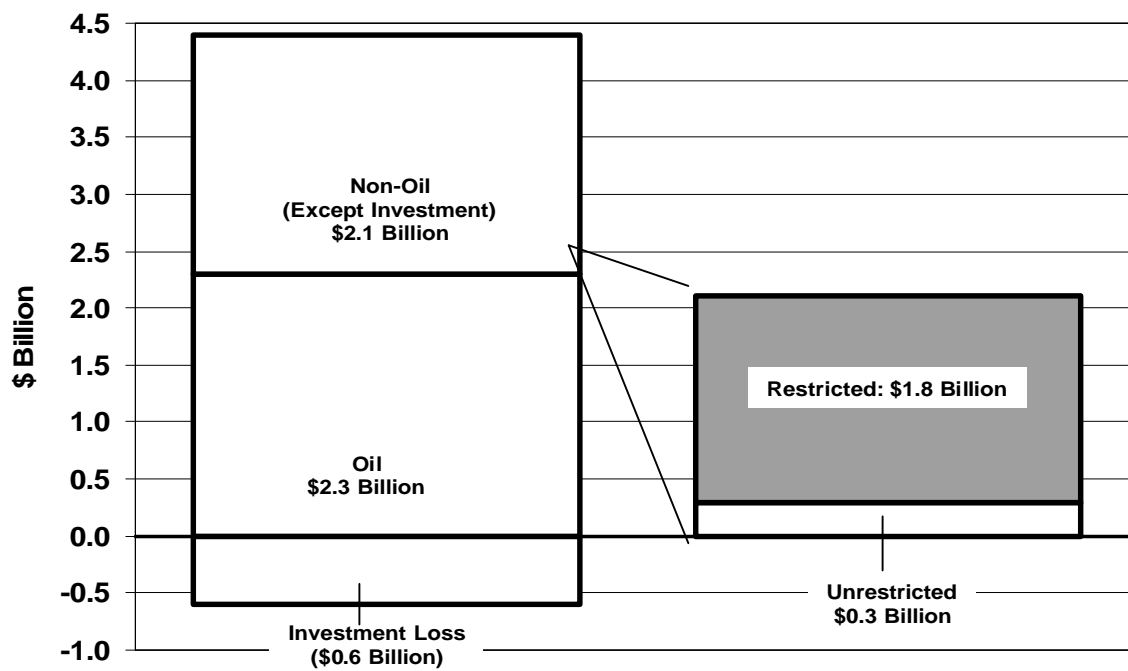 4.5
4.0
3.5
3.0
2.5
2.0
1.5
1.0
0.5
0.0
-0.5
-1.0
$ Billion
Non-Oil
(Except Investment)
$2.1 Billion
Oil
$2.3 Billion
Investment Loss
($0.6 Billion)
Restricted: $1.8 Billion
Unrestricted
$0.3 Billion